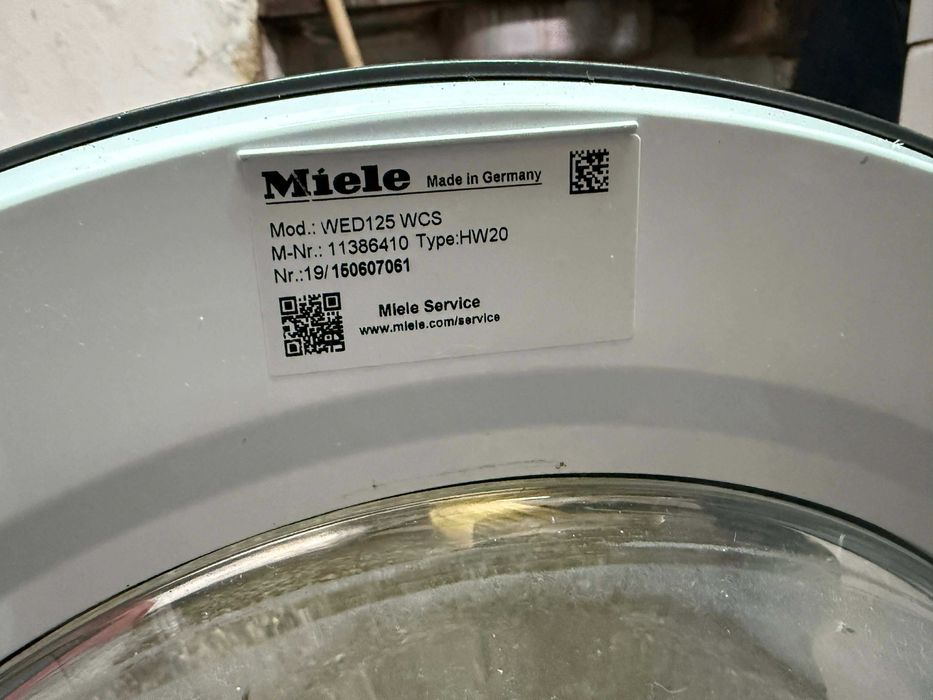 Miele Made in Germany
Mod.: WED125 WCS
M-Nr.: 11386410 Type:HW20
Nr.:19/150607061
Miele Service
www.miele.com/service